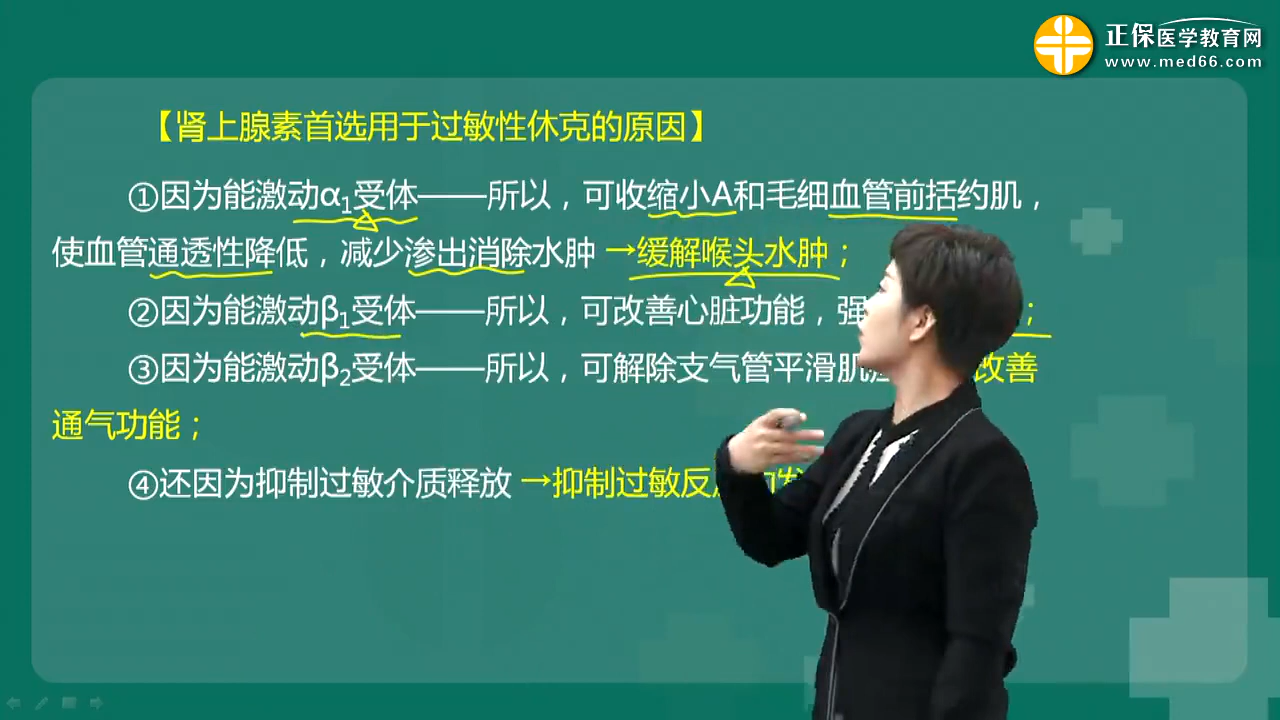 正保医学教育网
www.med66.com
【肾上腺素首选用于过敏性休克的原因】
①因为能激动α₁受体——所以，可收缩小A和毛细血管前括约肌，
使血管通透性降低，减少渗出消除水肿 →缓解喉头水肿；
②因为能激动β₁受体——所以，可改善心脏功能，强；
③因为能激动β₂受体——所以，可解除支气管平滑肌 改善
通气功能；
④还因为抑制过敏介质释放 →抑制过敏反